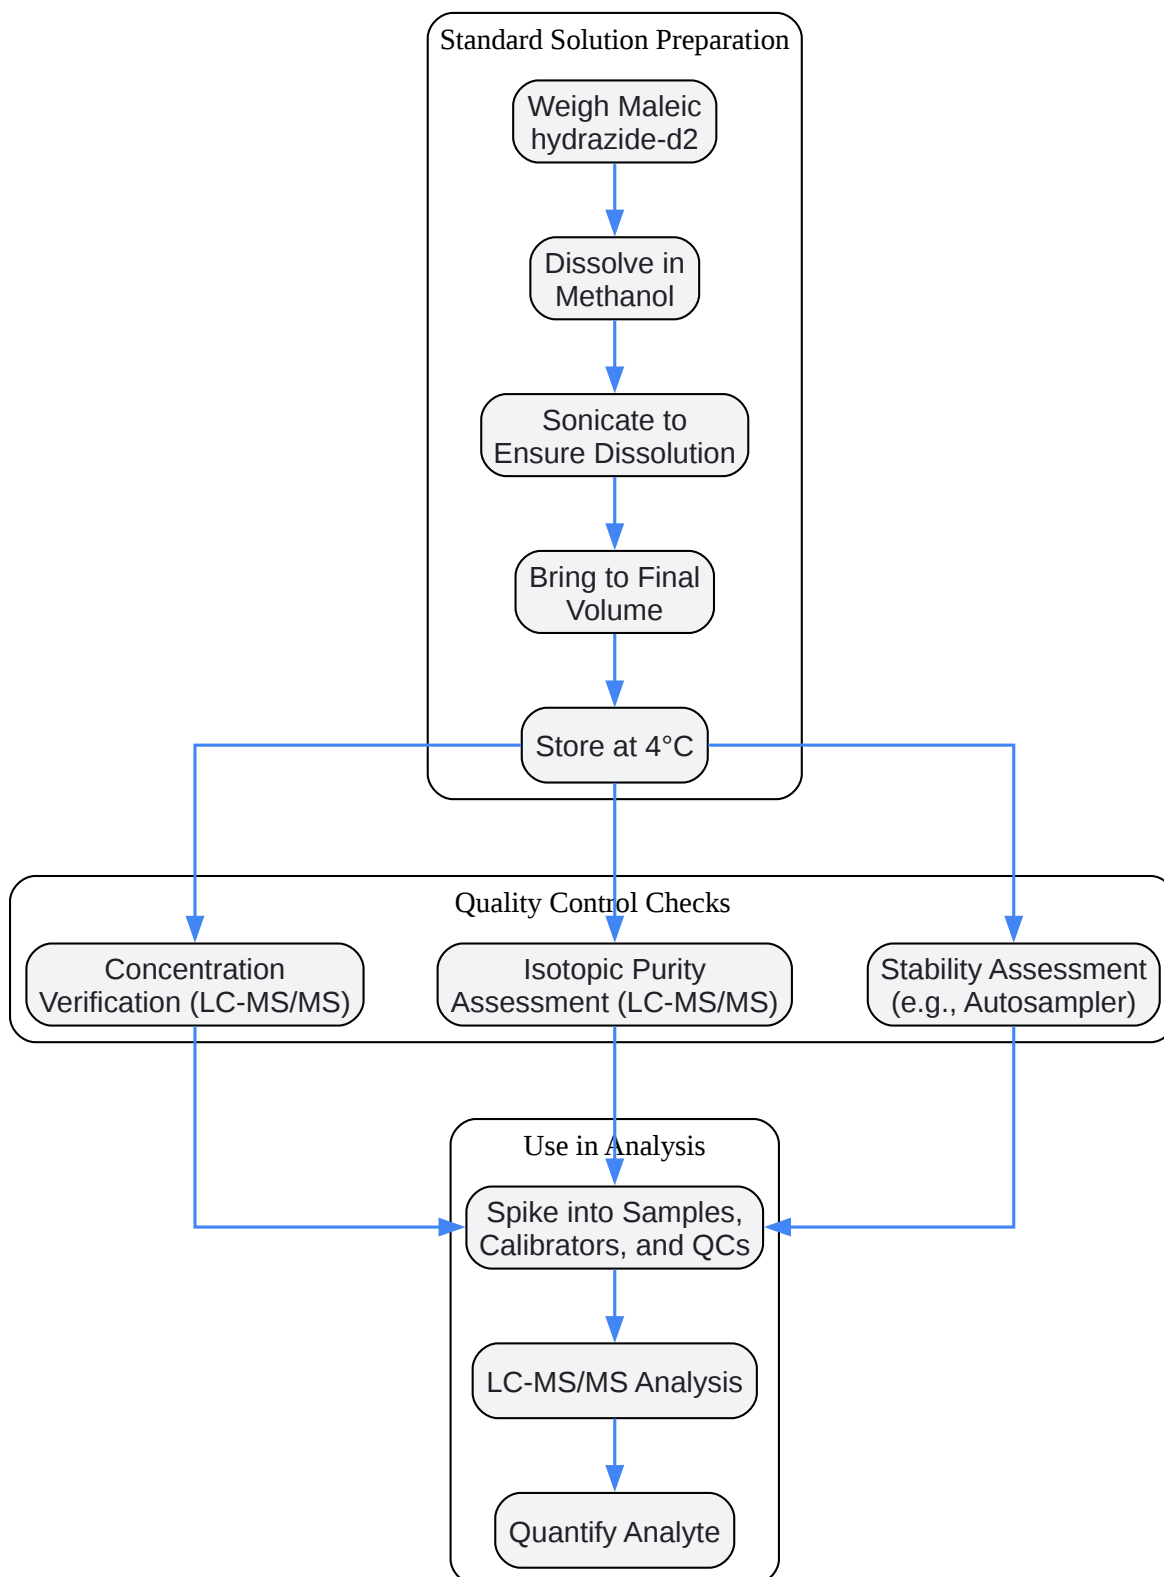 Standard Solution Preparation
Weigh Maleic
hydrazide-d2
Dissolve in
Methanol
Sonicate to
Ensure Dissolution
Bring to Final
Volume
Store at 4°C
Quality Control Checks
Concentration
Verification (LC-MS/MS)
Isotopic Purity
Assessment (LC-MS/MS)
Stability Assessment
(e.g., Autosampler)
Use in Analysis
Spike into Samples,
Calibrators, and QCs
LC-MS/MS Analysis
Quantify Analyte